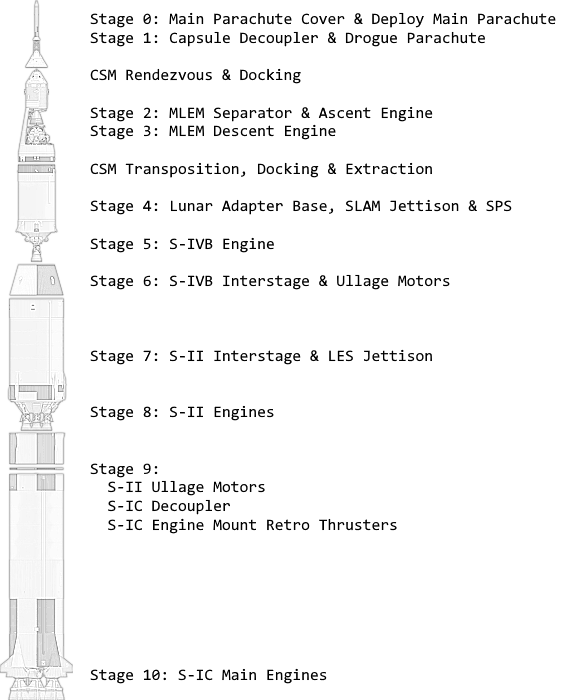 Stage 0: Main Parachute Cover & Deploy Main Parachute
Stage 1: Capsule Decoupler & Drogue Parachute
CSM Rendezvous & Docking
Stage 2: MLEM Separator & Ascent Engine
Stage 3: MLEM Descent Engine
CSM Transposition, Docking & Extraction
Stage 4: Lunar Adapter Base, SLAM Jettison & SPS
Stage 5: S-IVB Engine
Stage 6: S-IVB Interstage & Ullage Motors
Stage 7: S-II Interstage & LES Jettison
Stage 8: S-II Engines
Stage 9:
S-II Ullage Motors
S-IC Decoupler
S-IC Engine Mount Retro Thrusters
Stage 10: S-IC Main Engines